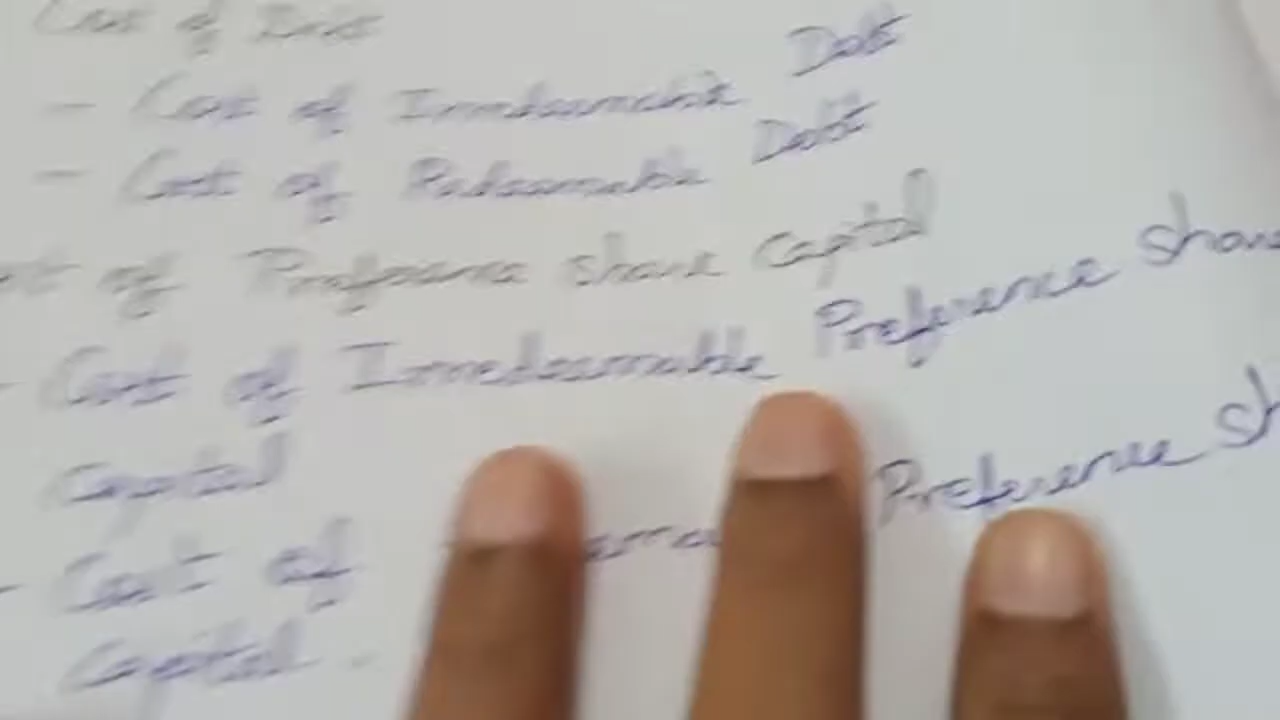 Cost of Debt
- Cost of Irredeemable Debt
- Cost of Redeemable Debt
of Preference share Capital
- Cost of Irredeemable Preference Share
Capital
- Cost of Preference
Capital.